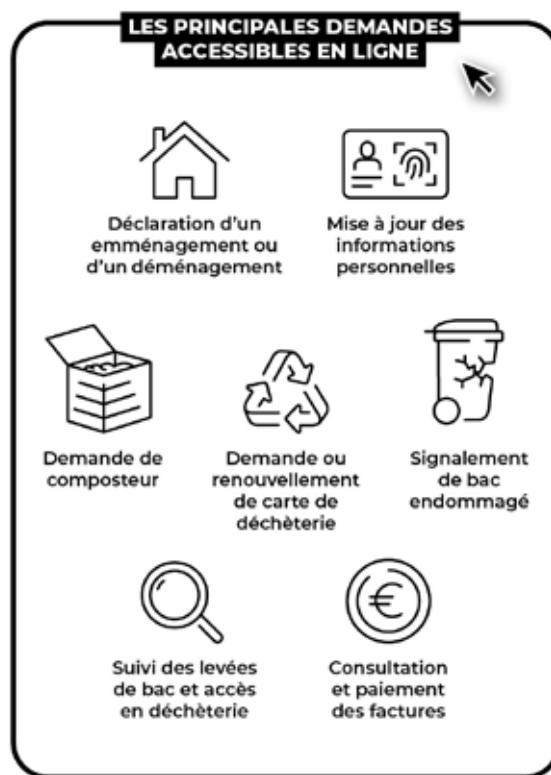 LES PRINCIPALES DEMANDES
ACCESSIBLES EN LIGNE
Déclaration d'un
emménagement ou
d'un déménagement
Mise à jour des
informations
personnelles
Demande de
composteur
Demande ou
renouvellement
de carte de
déchèterie
Signalement
de bac
endommagé
Suivi des levées
de bac et accès
en déchèterie
Consultation
et paiement
des factures